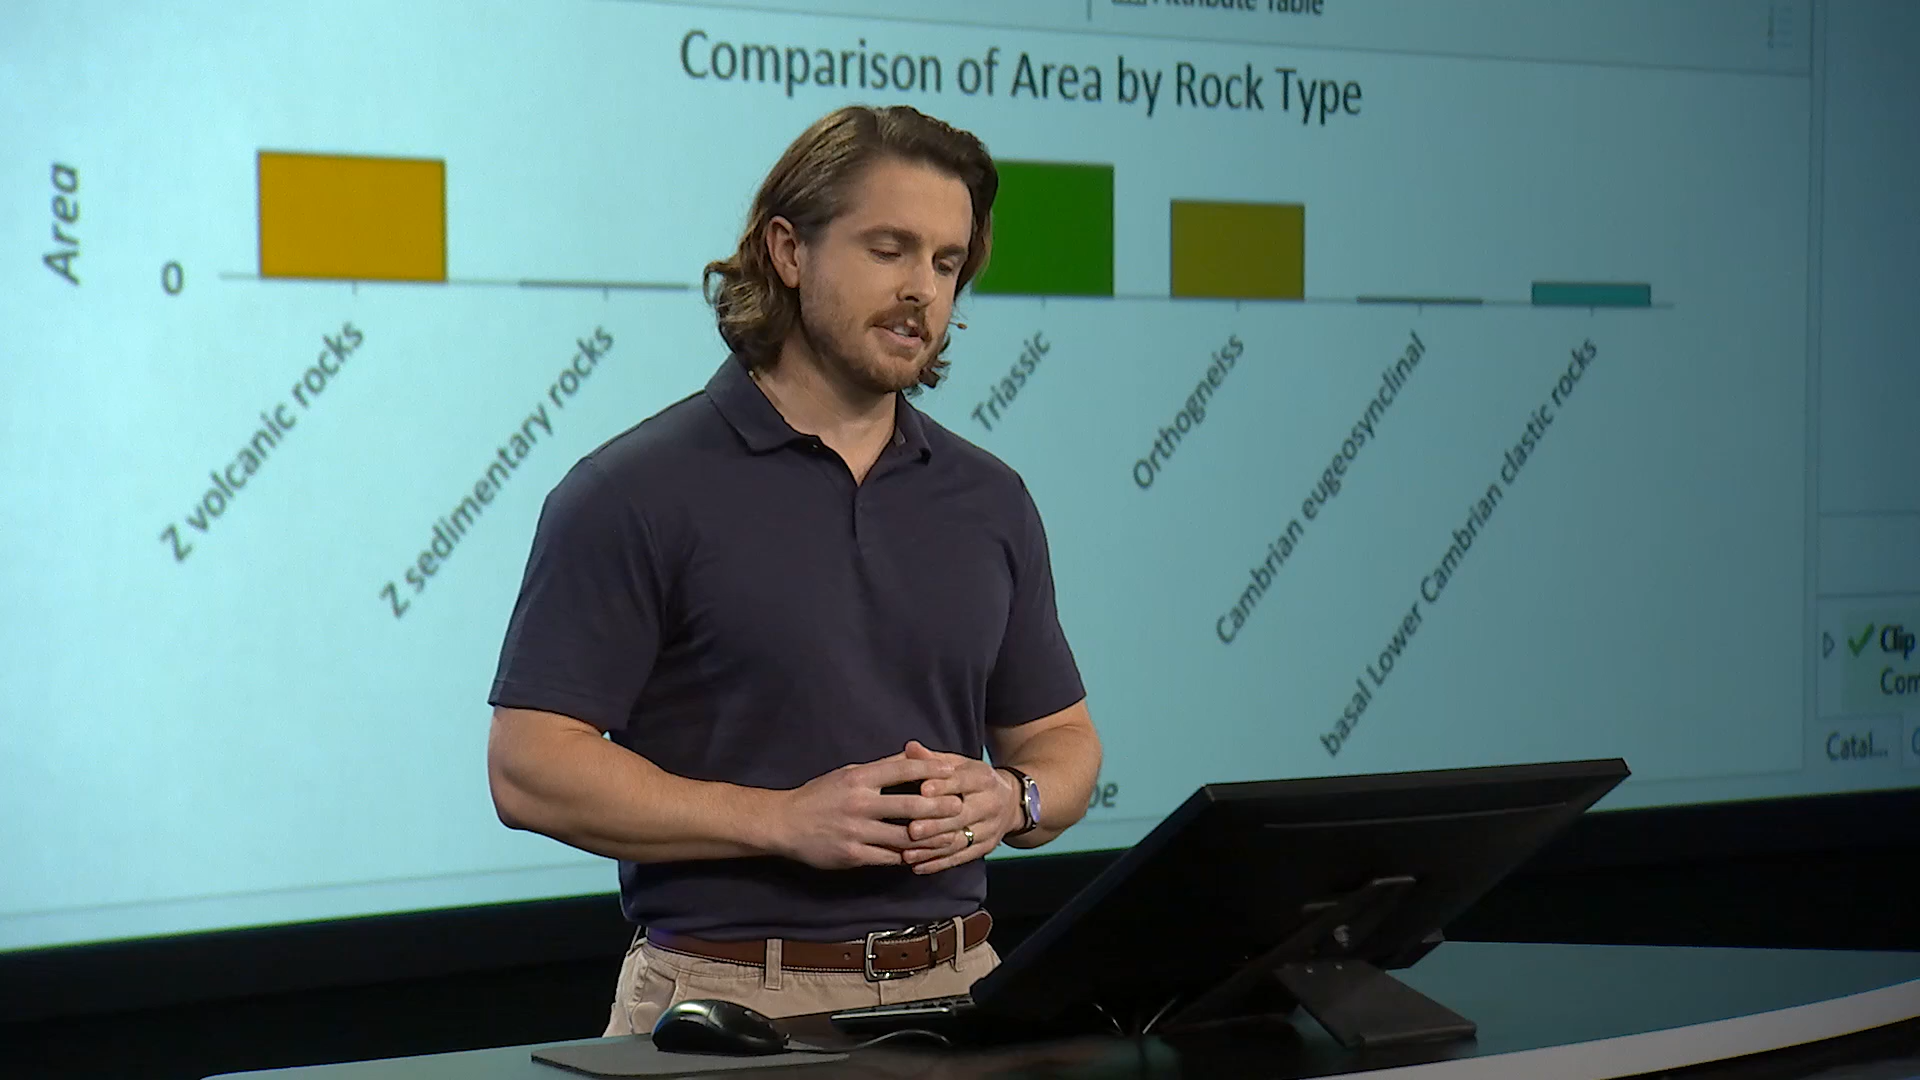 Attribute Table
Comparison of Area by Rock Type
Area
0
Z volcanic rocks
Z sedimentary rocks
Triassic
Orthogneiss
Cambrian eugeosynclinal
basal Lower Cambrian clastic rocks
Clip
Catal...